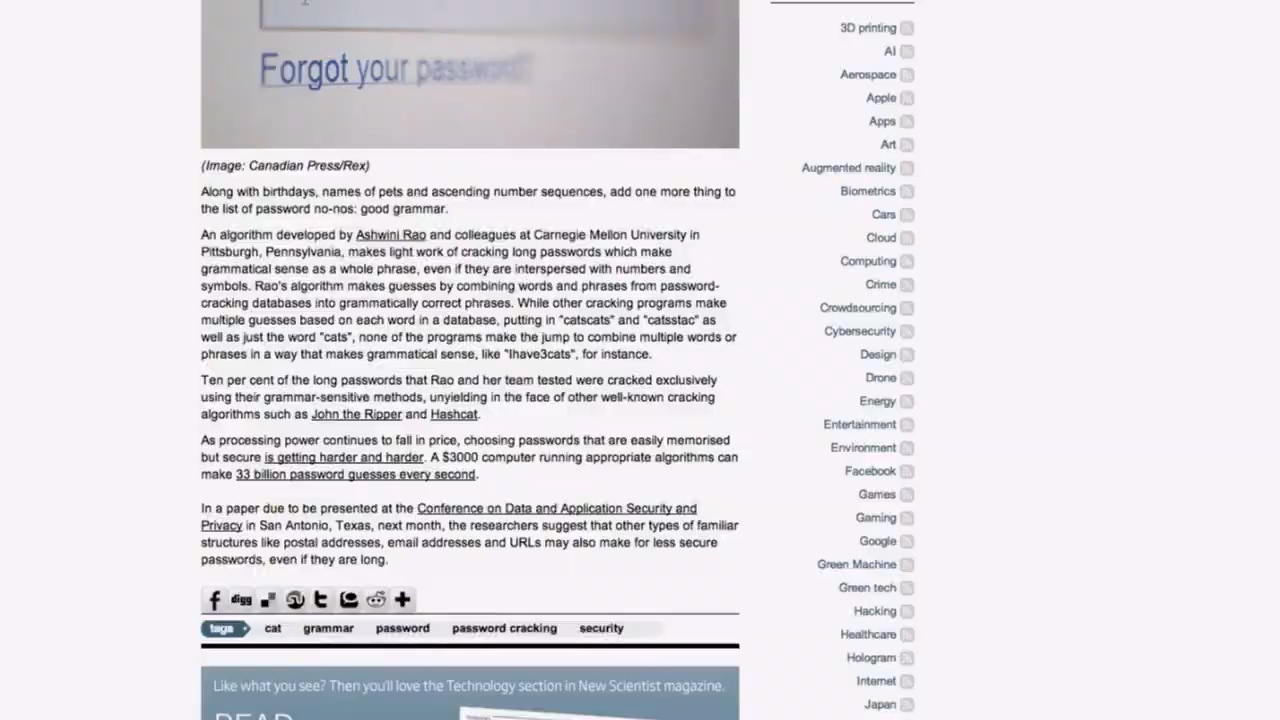 Forgot your password?
(Image: Canadian Press/Rex)
Along with birthdays, names of pets and ascending number sequences, add one more thing to
the list of password no-nos: good grammar.
An algorithm developed by Ashwini Rao and colleagues at Carnegie Mellon University in
Pittsburgh, Pennsylvania, makes light work of cracking long passwords which make
grammatical sense as a whole phrase, even if they are interspersed with numbers and
symbols. Rao's algorithm makes guesses by combining words and phrases from password-
cracking databases into grammatically correct phrases. While other cracking programs make
multiple guesses based on each word in a database, putting in "catscats" and "catsstac" as
well as just the word "cats", none of the programs make the jump to combine multiple words or
phrases in a way that makes grammatical sense, like "Ihave3cats", for instance.
Ten per cent of the long passwords that Rao and her team tested were cracked exclusively
using their grammar-sensitive methods, unyielding in the face of other well-known cracking
algorithms such as John the Ripper and Hashcat.
As processing power continues to fall in price, choosing passwords that are easily memorised
but secure is getting harder and harder. A $3000 computer running appropriate algorithms can
make 33 billion password guesses every second.
In a paper due to be presented at the Conference on Data and Application Security and
Privacy in San Antonio, Texas, next month, the researchers suggest that other types of familiar
structures like postal addresses, email addresses and URLs may also make for less secure
passwords, even if they are long.
digg
tags cat grammar password password cracking security
Like what you see? Then you'll love the Technology section in New Scientist magazine.
READ
3D printing
AI
Aerospace
Apple
Apps
Art
Augmented reality
Biometrics
Cars
Cloud
Computing
Crime
Crowdsourcing
Cybersecurity
Design
Drone
Energy
Entertainment
Environment
Facebook
Games
Gaming
Google
Green Machine
Green tech
Hacking
Healthcare
Hologram
Internet
Japan